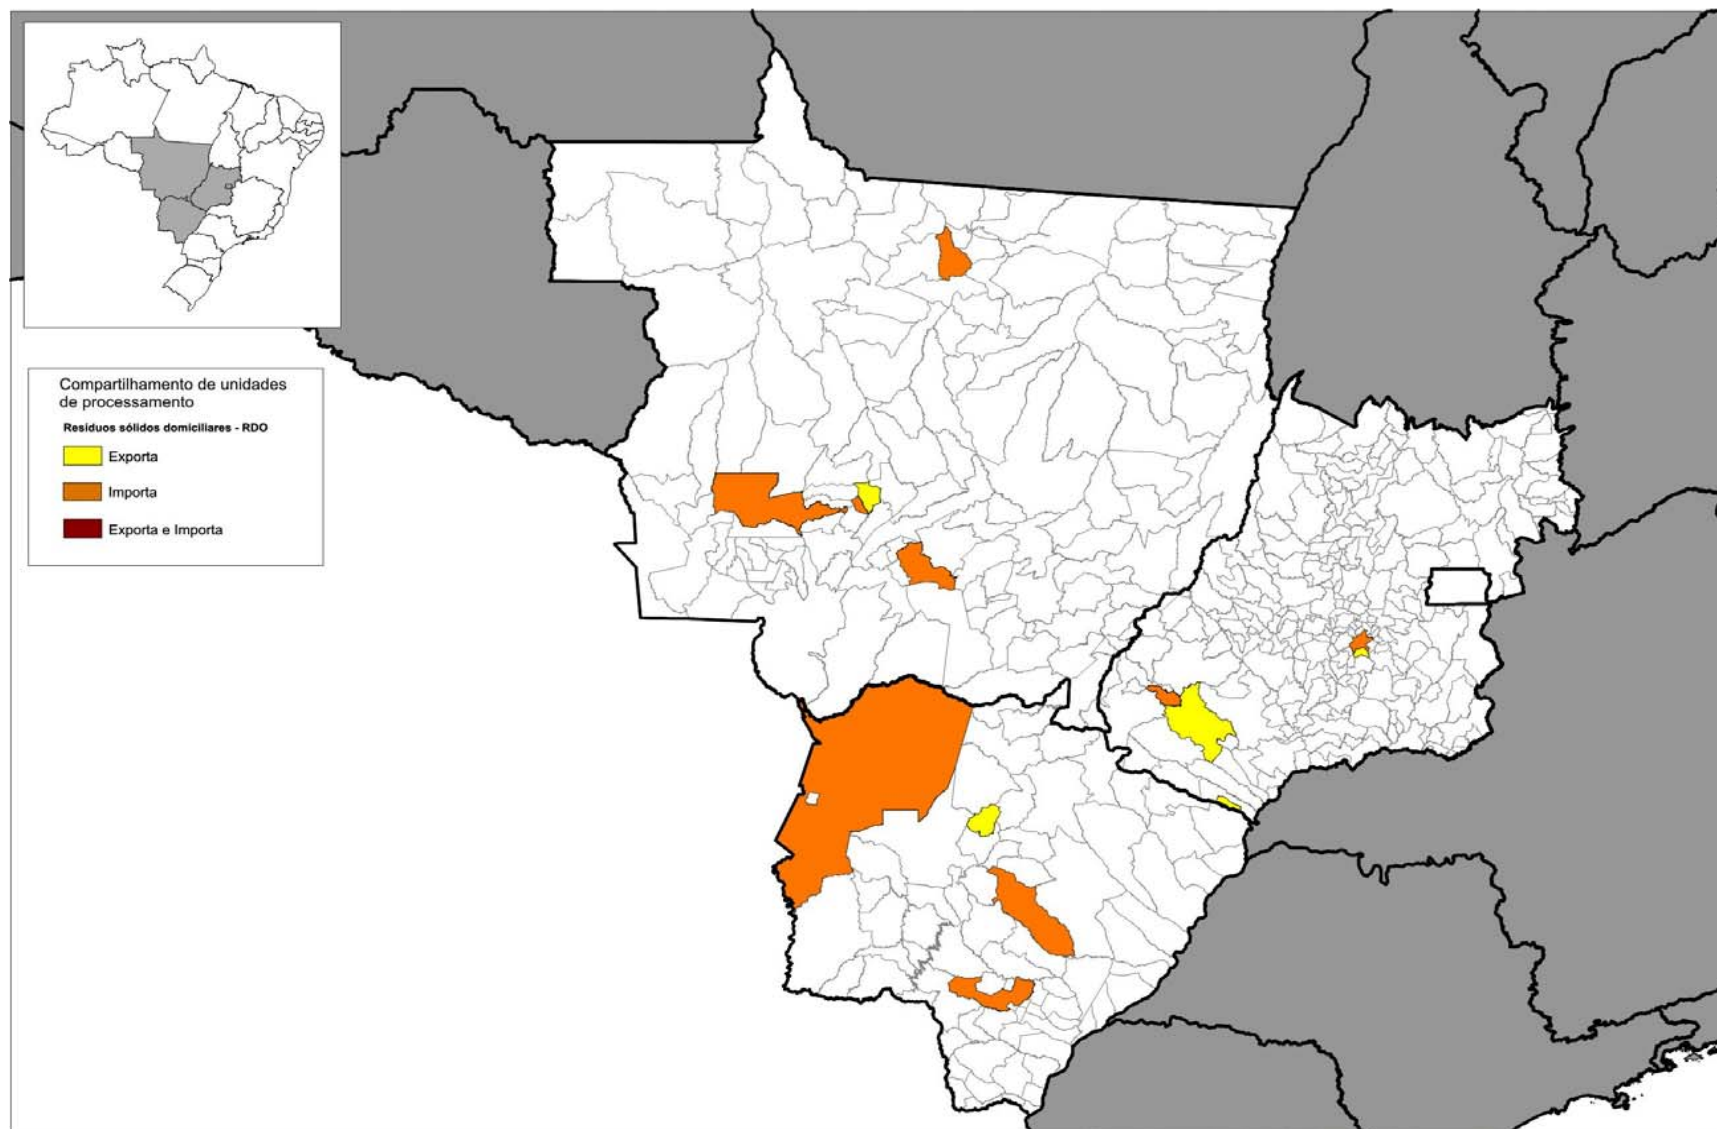 Compartilhamento de unidades
de processamento
Resíduos sólidos domiciliares - RDO
Exporta
Importa
Exporta e Importa